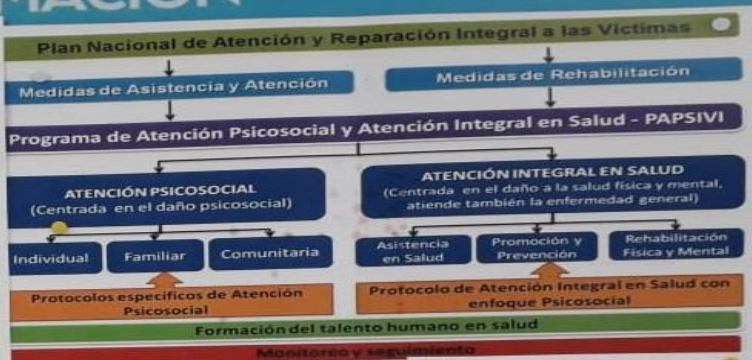 MACIÓN
Plan Nacional de Atención y Reparación Integral a las Víctimas
Medidas de Asistencia y Atención
Medidas de Rehabilitación
Programa de Atención Psicosocial y Atención Integral en Salud - PAPSIVI
ATENCIÓN PSICOSOCIAL
(Centrada en el daño psicosocial)
ATENCIÓN INTEGRAL EN SALUD
(Centrada en el daño a la salud física y mental,
atiende también la enfermedad general)
Individual
Familiar
Comunitaria
Asistencia
en Salud
Promoción y
Prevención
Rehabilitación
Física y Mental
Protocolos específicos de Atención
Psicosocial
Protocolo de Atención Integral en Salud con
enfoque Psicosocial
Formación del talento humano en salud
Monitoreo y seguimiento